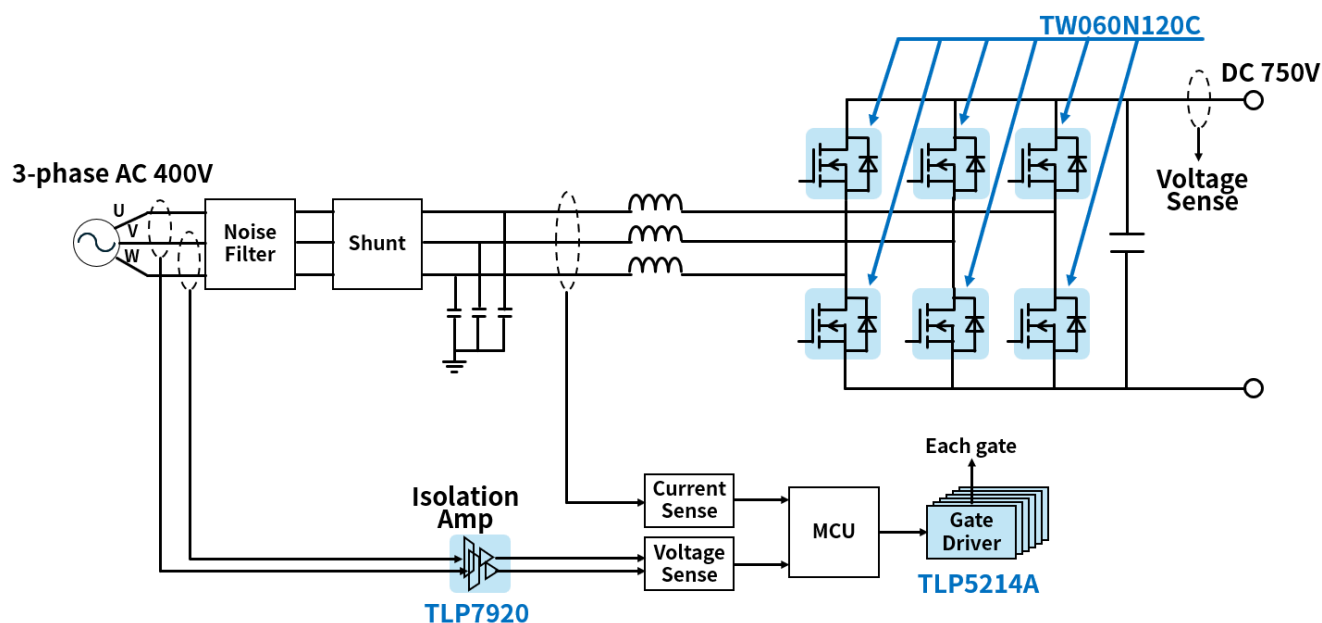 TW060N120C
DC 750V
3-phase AC 400V
Voltage
Sense
U
V
W
Noise
Filter
Shunt
Each gate
Isolation
Amp
Current
Sense
MCU
Gate
Driver
Voltage
Sense
TLP5214A
TLP7920